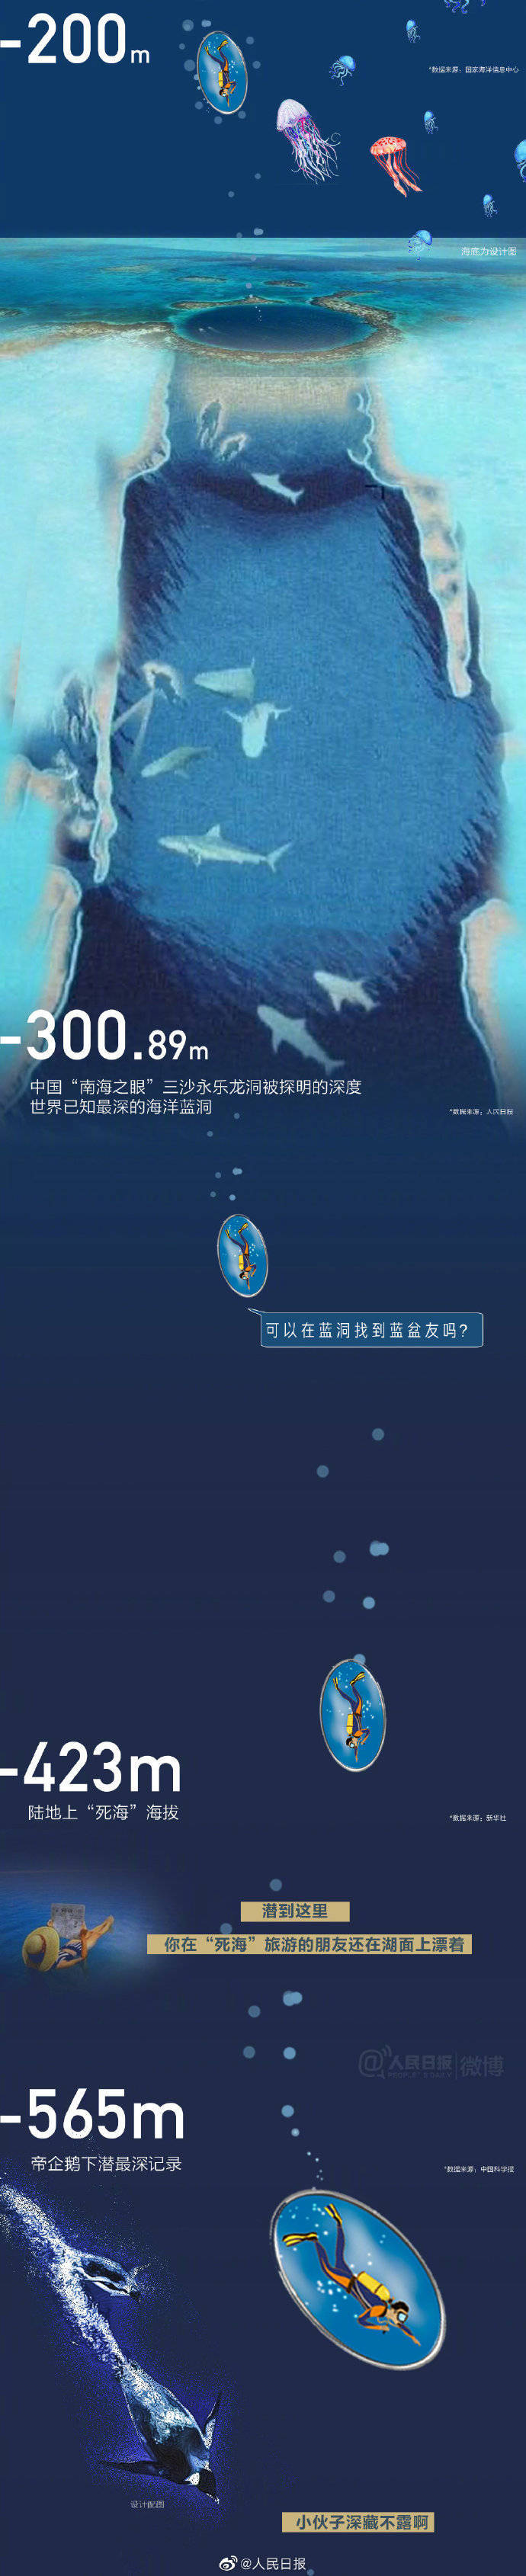 -200m
*数据来源：国家海洋信息中心
海底为设计图
-300.89m
中国“南海之眼”三沙永乐龙洞被探明的深度
世界已知最深的海洋蓝洞
*数据来源：人民日报
可以在蓝洞找到蓝盆友吗?
-423m
陆地上“死海”海拔
*数据来源：新华社
潜到这里
你在“死海”旅游的朋友还在湖面上漂着
@人民日报 微博
PEOPLE'S DAILY
-565m
帝企鹅下潜最深记录
*数据来源：中国科学报
设计配图
小伙子深藏不露啊
@人民日报